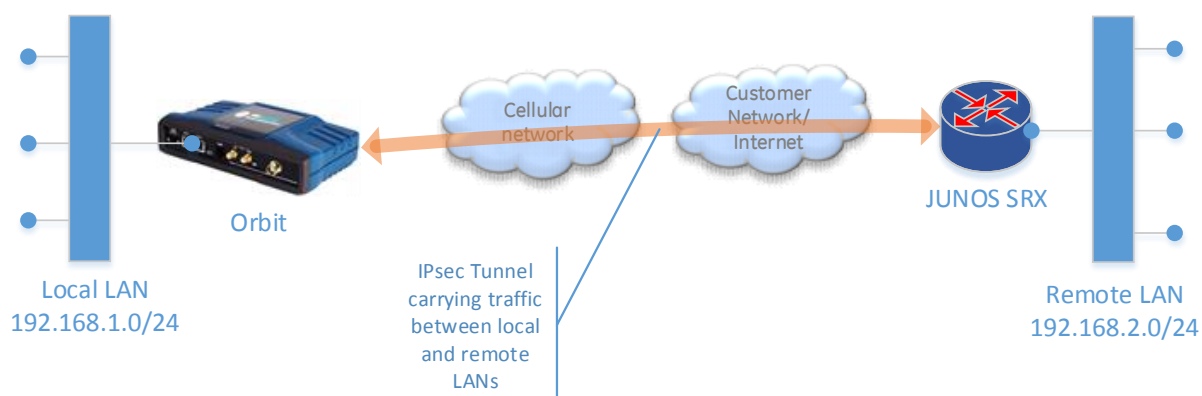 Cellular
network
Customer
Network/
Internet
Orbit
JUNOS SRX
IPsec Tunnel
carrying traffic
between local
and remote
LANs
Local LAN
192.168.1.0/24
Remote LAN
192.168.2.0/24